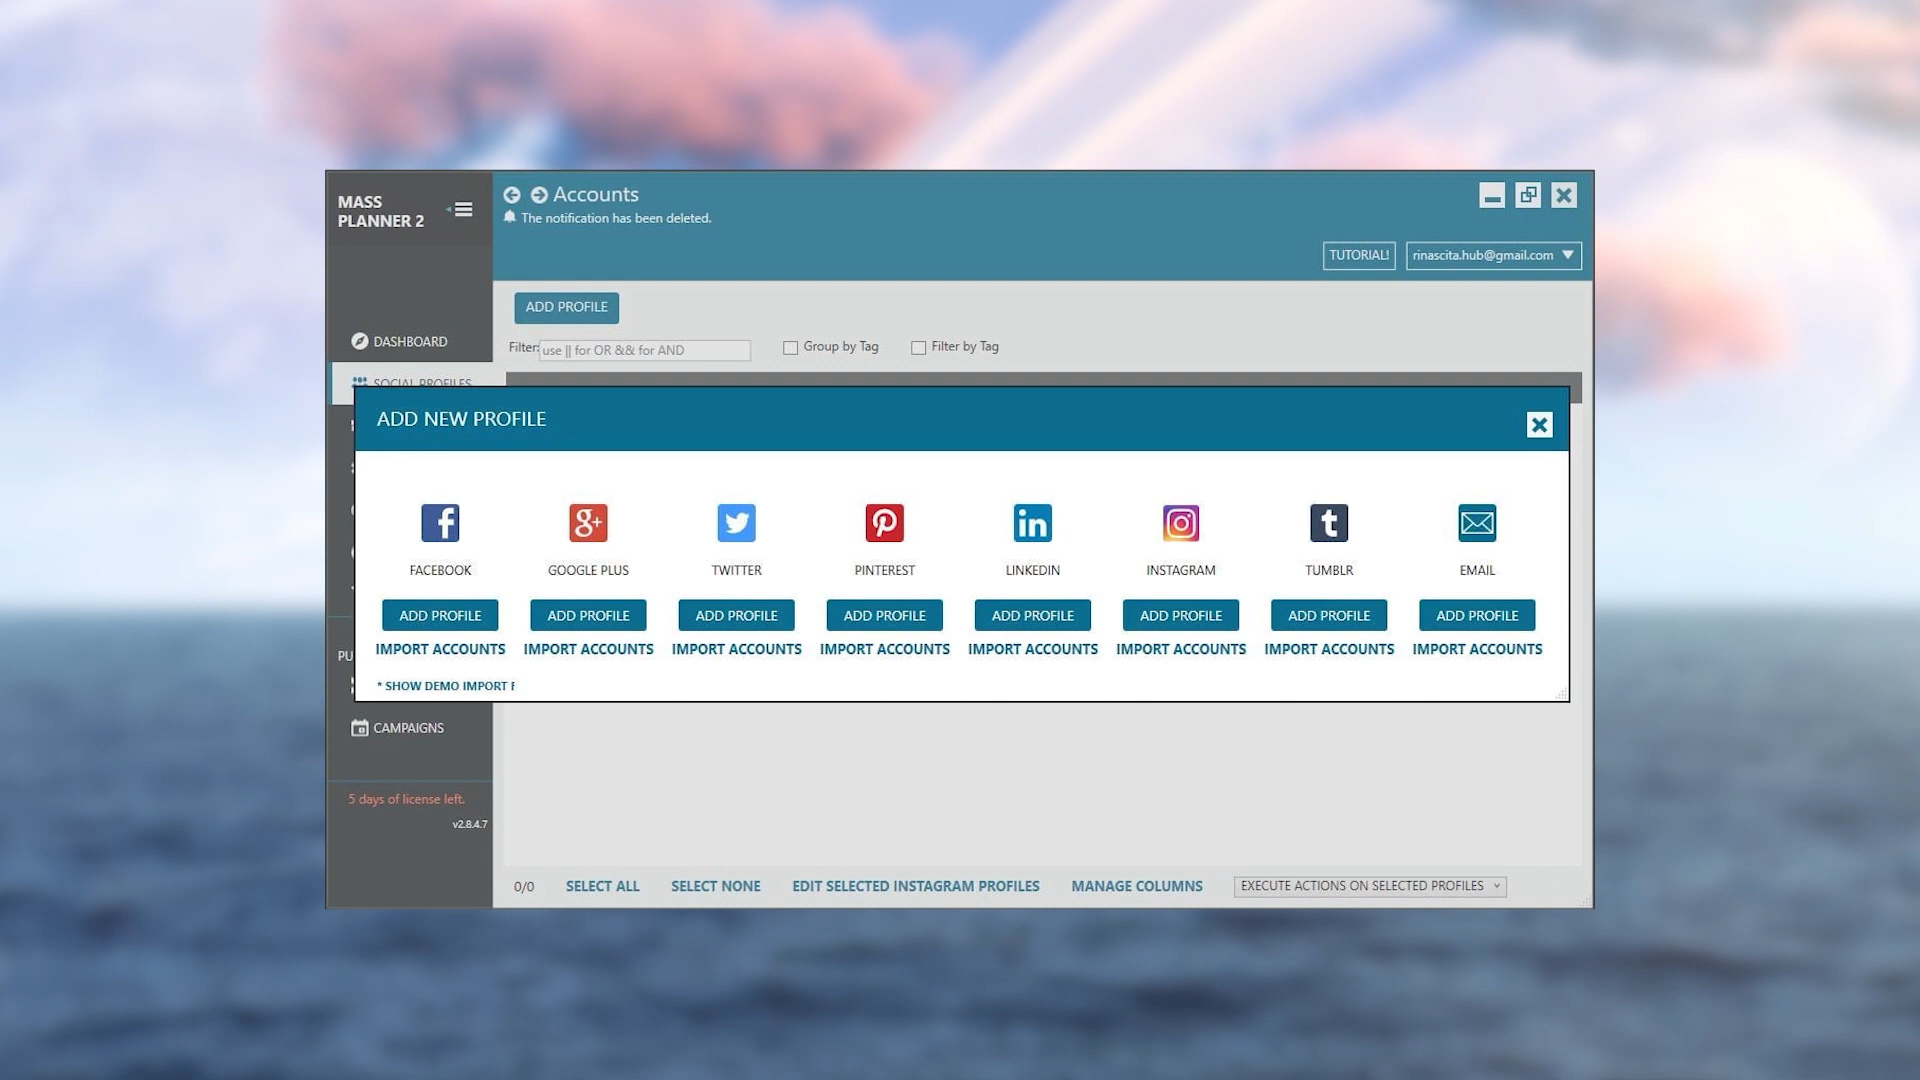 MASS
PLANNER 2
Accounts
The notification has been deleted.
TUTORIAL!
rinascita.hub@gmail.com
ADD PROFILE
Filter:
use || for OR && for AND
Group by Tag
Filter by Tag
DASHBOARD
SOCIAL PROFILES
ADD NEW PROFILE
FACEBOOK
GOOGLE PLUS
TWITTER
PINTEREST
LINKEDIN
INSTAGRAM
TUMBLR
EMAIL
ADD PROFILE
ADD PROFILE
ADD PROFILE
ADD PROFILE
ADD PROFILE
ADD PROFILE
ADD PROFILE
ADD PROFILE
IMPORT ACCOUNTS
IMPORT ACCOUNTS
IMPORT ACCOUNTS
IMPORT ACCOUNTS
IMPORT ACCOUNTS
IMPORT ACCOUNTS
IMPORT ACCOUNTS
IMPORT ACCOUNTS
PU
* SHOW DEMO IMPORT
CAMPAIGNS
5 days of license left.
v2.8.4.7
0/0
SELECT ALL
SELECT NONE
EDIT SELECTED INSTAGRAM PROFILES
MANAGE COLUMNS
EXECUTE ACTIONS ON SELECTED PROFILES